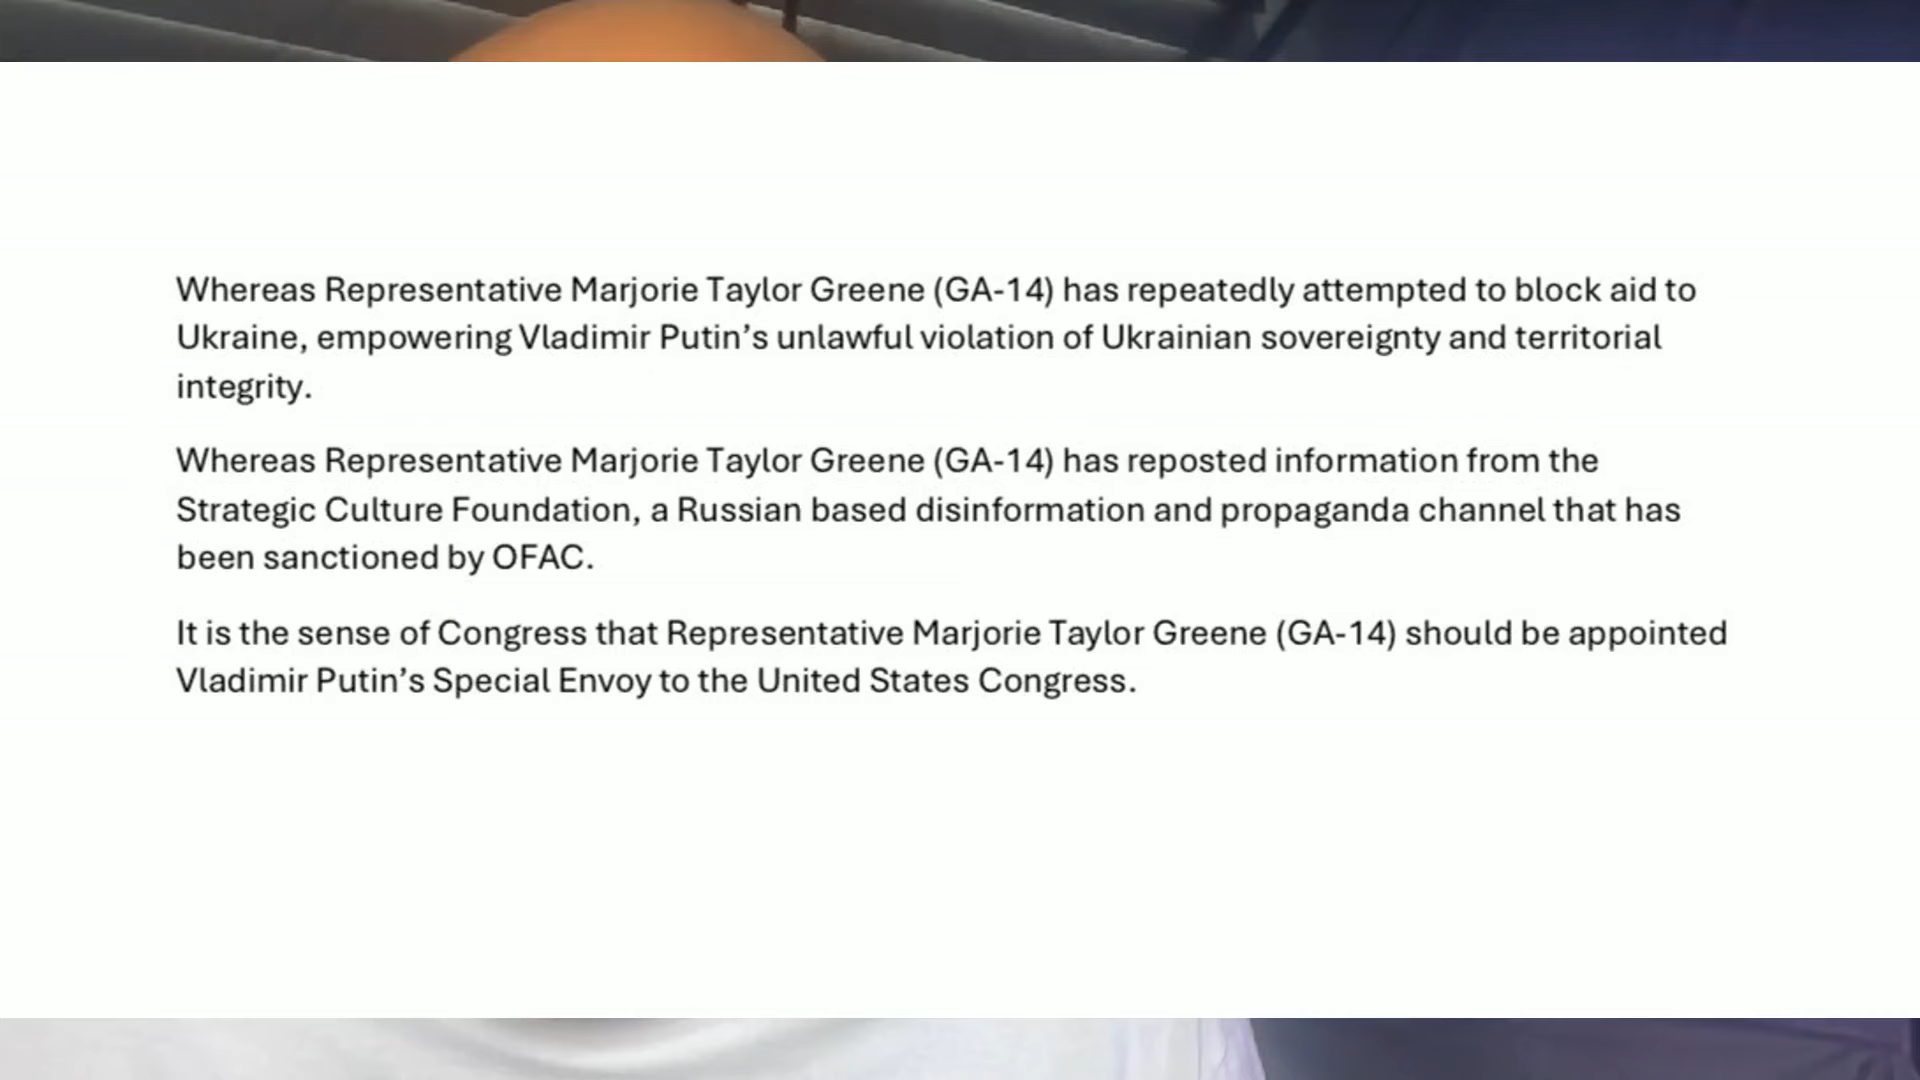 Whereas Representative Marjorie Taylor Greene (GA-14) has repeatedly attempted to block aid to
Ukraine, empowering Vladimir Putin’s unlawful violation of Ukrainian sovereignty and territorial
integrity.
Whereas Representative Marjorie Taylor Greene (GA-14) has reposted information from the
Strategic Culture Foundation, a Russian based disinformation and propaganda channel that has
been sanctioned by OFAC.
It is the sense of Congress that Representative Marjorie Taylor Greene (GA-14) should be appointed
Vladimir Putin’s Special Envoy to the United States Congress.